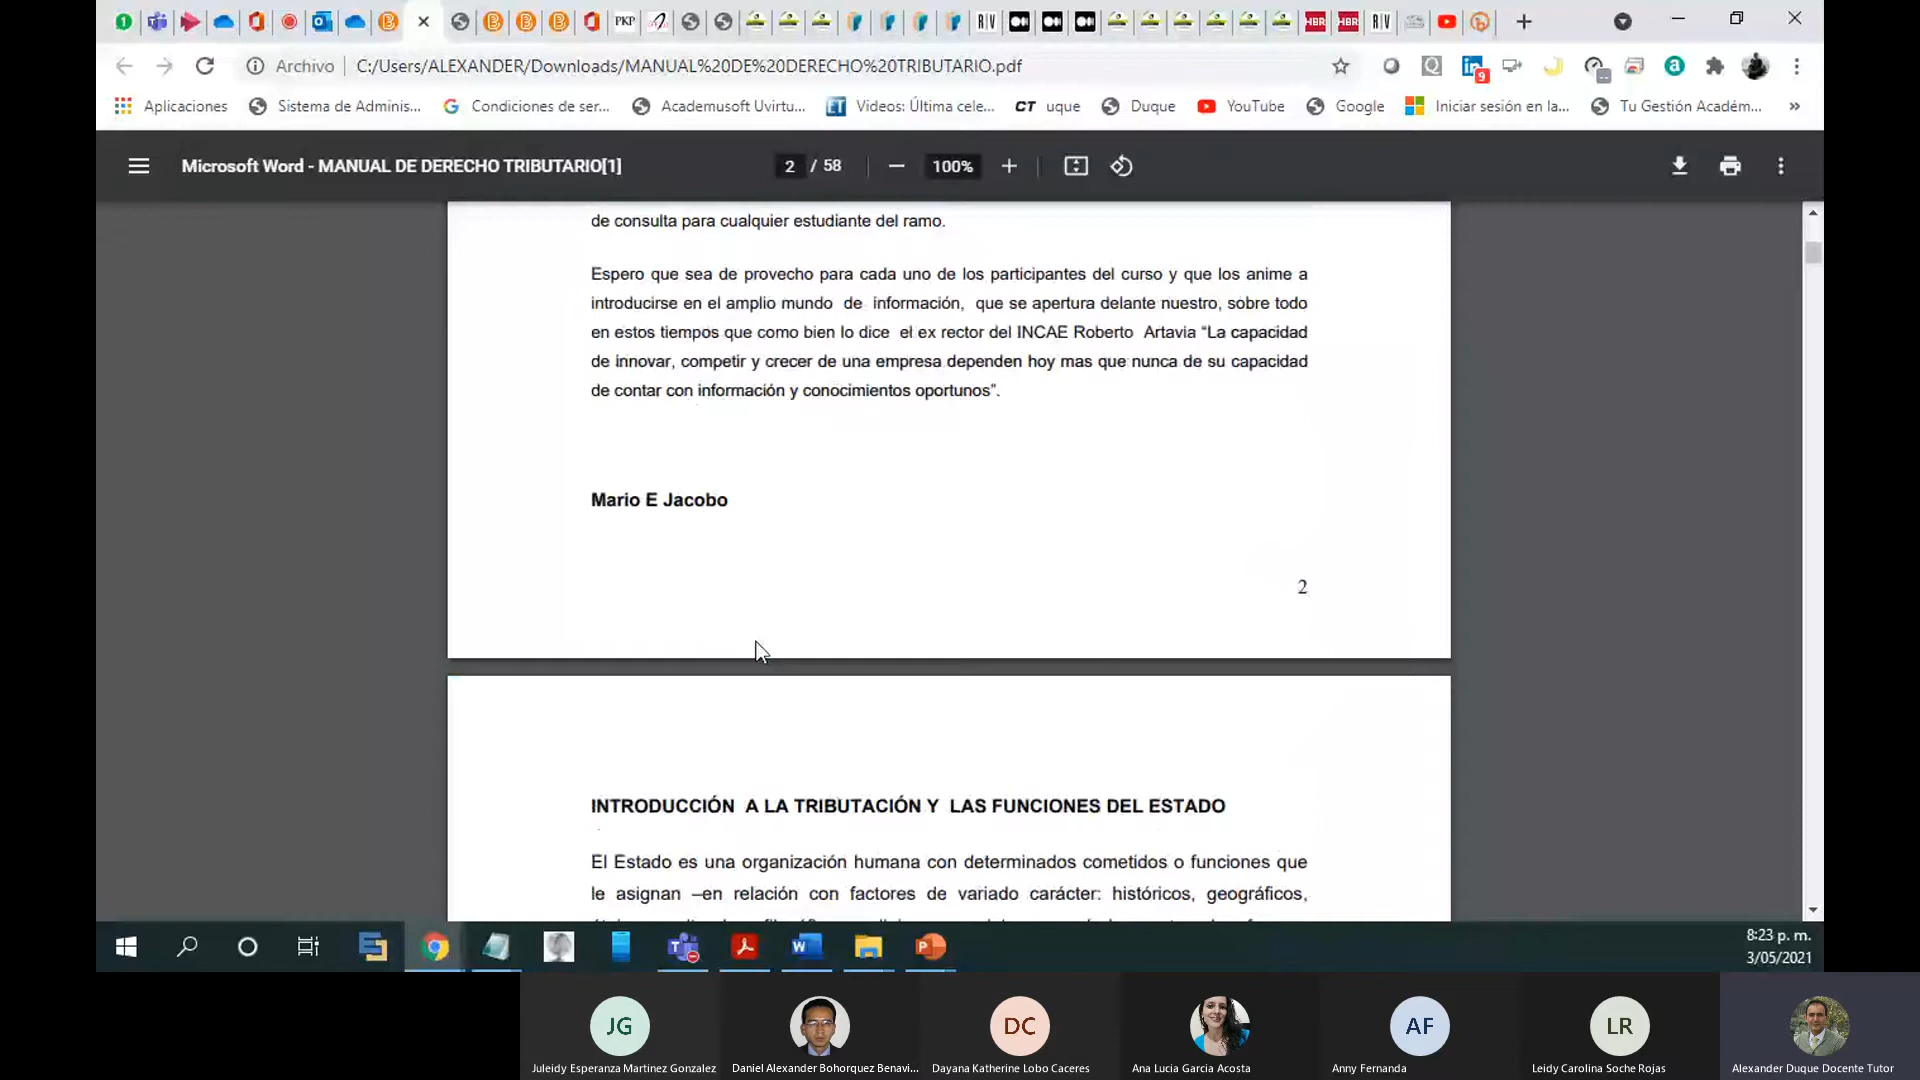 Archivo C:/Users/ALEXANDER/Downloads/MANUAL%20DE%20DERECHO%20TRIBUTARIO.pdf
9
Aplicaciones Sistema de Adminis... Condiciones de ser... Academusoft Uvirtu... ET Videos: Última cele... CT uque Duque YouTube Google Iniciar sesión en la... Tu Gestión Académ... »
Microsoft Word - MANUAL DE DERECHO TRIBUTARIO[1] 2 / 58 100%
de consulta para cualquier estudiante del ramo.
Espero que sea de provecho para cada uno de los participantes del curso y que los anime a
introducirse en el amplio mundo de información, que se apertura delante nuestro, sobre todo
en estos tiempos que como bien lo dice el ex rector del INCAE Roberto Artavia “La capacidad
de innovar, competir y crecer de una empresa dependen hoy mas que nunca de su capacidad
de contar con información y conocimientos oportunos”.
Mario E Jacobo
2
INTRODUCCIÓN A LA TRIBUTACIÓN Y LAS FUNCIONES DEL ESTADO
El Estado es una organización humana con determinados cometidos o funciones que
le asignan –en relación con factores de variado carácter: históricos, geográficos,
8:23 p. m.
3/05/2021
JG DC AF LR
Juleidy Esperanza Martinez Gonzalez Daniel Alexander Bohorquez Benavi... Dayana Katherine Lobo Caceres Ana Lucia Garcia Acosta Anny Fernanda Leidy Carolina Soche Rojas Alexander Duque Docente Tutor